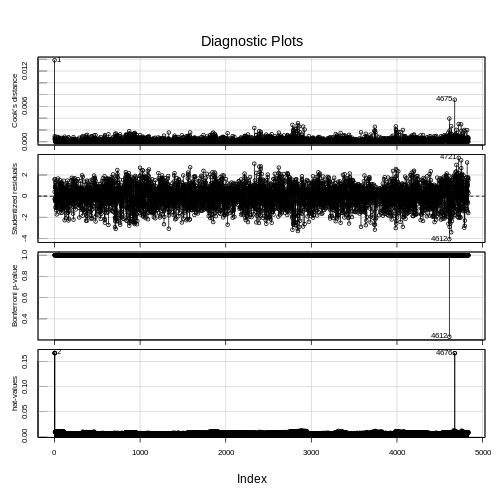 Diagnostic Plots
Cook's distance
0.000 0.006 0.012
1
4675
Studentized residuals
-4 -2 0 2
4721
4612
Bonferroni p-value
0.4 0.6 0.8 1.0
4612
hat-values
0.00 0.05 0.10 0.15
2
4676
0 1000 2000 3000 4000 5000
Index